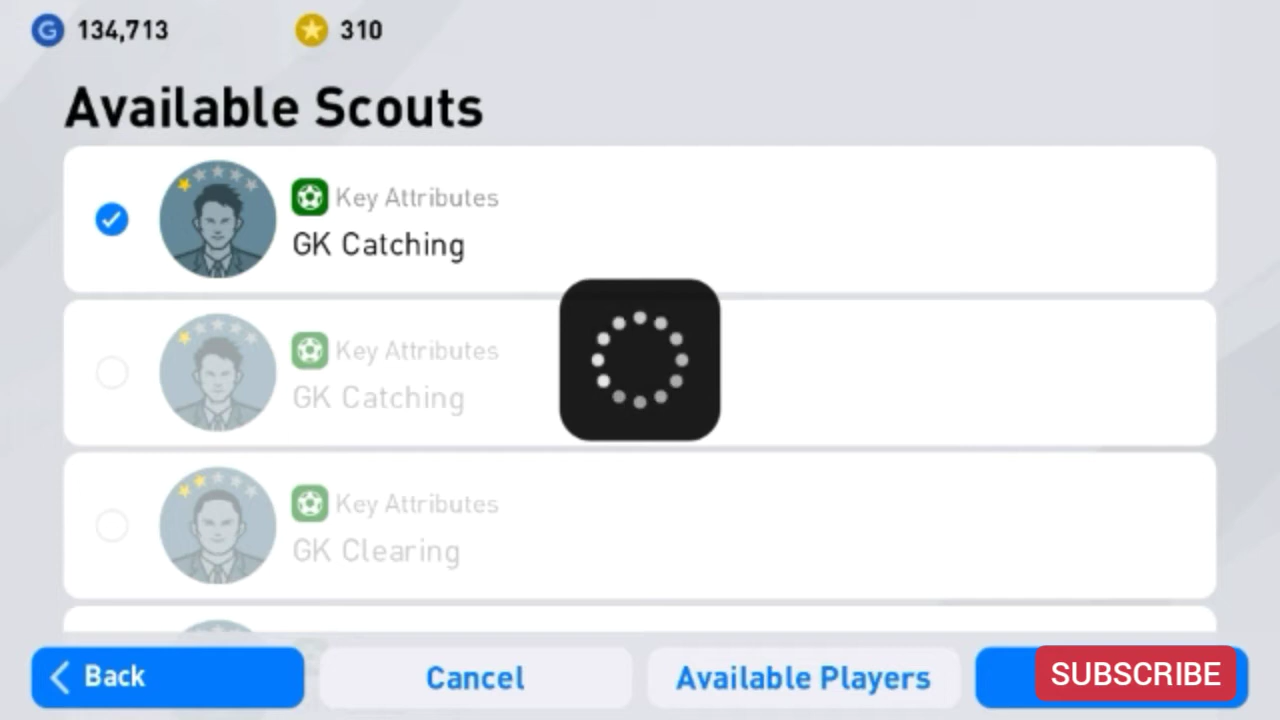 G 134,713 310
Available Scouts
Key Attributes
GK Catching
Key Attributes
GK Catching
Key Attributes
GK Clearing
Back Cancel Available Players SUBSCRIBE